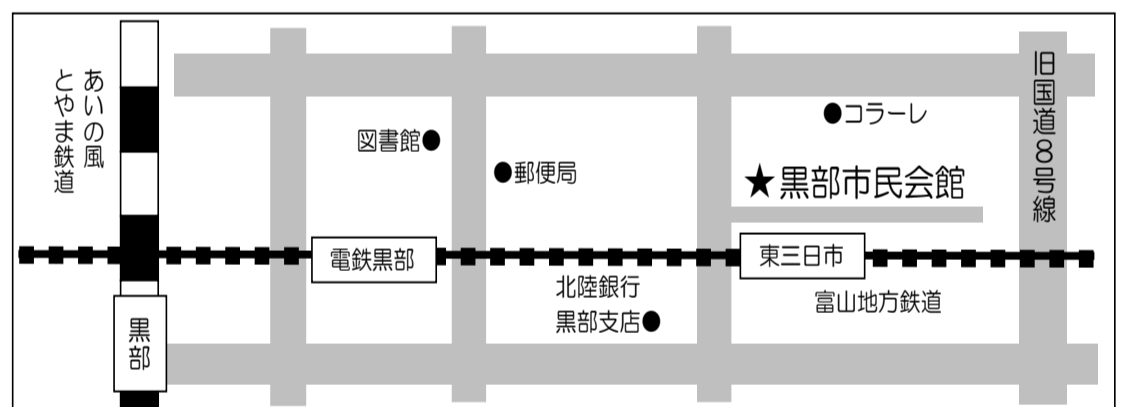 あいの風
とやま鉄道
図書館
郵便局
コラーレ
★黒部市民会館
旧国道8号線
電鉄黒部
東三日市
北陸銀行
黒部支店
富山地方鉄道
黒部